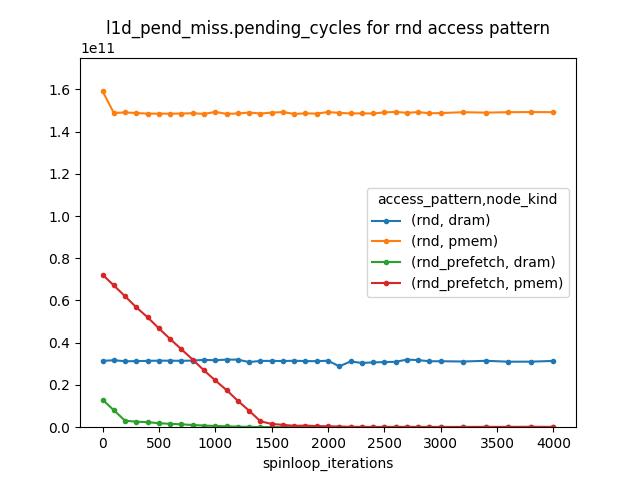 l1d_pend_miss.pending_cycles for rnd access pattern
1e11
1.6
1.4
1.2
1.0
0.8
0.6
0.4
0.2
0.0
access_pattern,node_kind
(rnd, dram)
(rnd, pmem)
(rnd_prefetch, dram)
(rnd_prefetch, pmem)
0 500 1000 1500 2000 2500 3000 3500 4000
spinloop_iterations